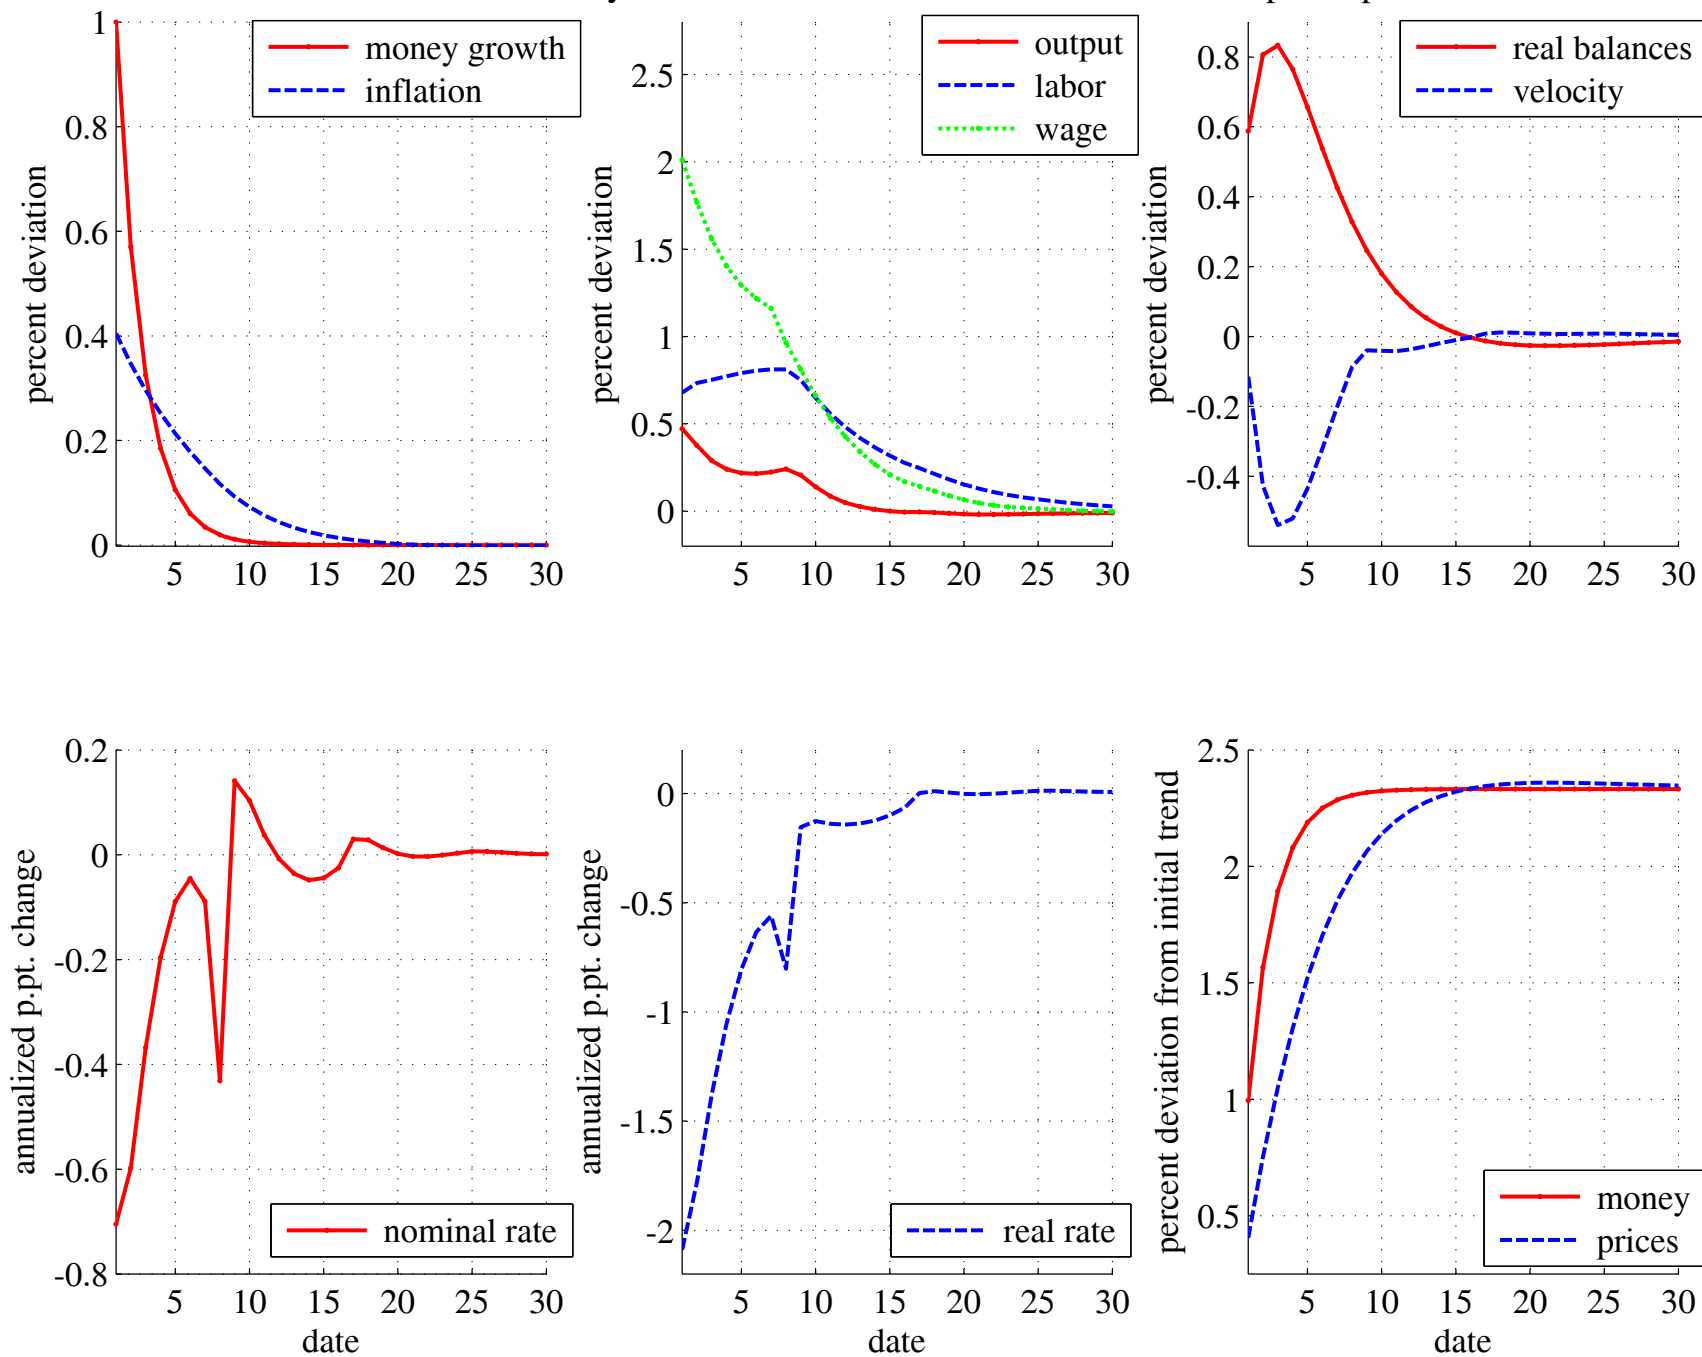 money growth
inflation
percent deviation
1
0.8
0.6
0.4
0.2
0
5 10 15 20 25 30
output
labor
wage
percent deviation
2.5
2
1.5
1
0.5
0
5 10 15 20 25 30
real balances
velocity
percent deviation
0.8
0.6
0.4
0.2
0
-0.2
-0.4
5 10 15 20 25 30
annualized p.pt. change
0.2
0
-0.2
-0.4
-0.6
-0.8
nominal rate
5 10 15 20 25 30
date
annualized p.pt. change
0
-0.5
-1
-1.5
-2
real rate
5 10 15 20 25 30
date
percent deviation from initial trend
2.5
2
1.5
1
0.5
money
prices
5 10 15 20 25 30
date